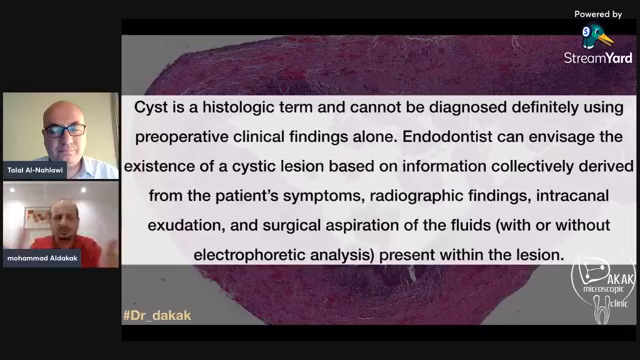 Powered by
StreamYard
Cyst is a histologic term and cannot be diagnosed definitely using
preoperative clinical findings alone. Endodontist can envisage the
existence of a cystic lesion based on information collectively derived
from the patient's symptoms, radiographic findings, intracanal
exudation, and surgical aspiration of the fluids (with or without
electrophoretic analysis) present within the lesion.
Talal Al-Nahlawi
mohammad Aldakak
DAKAK
microscopic
clinic
#Dr_dakak